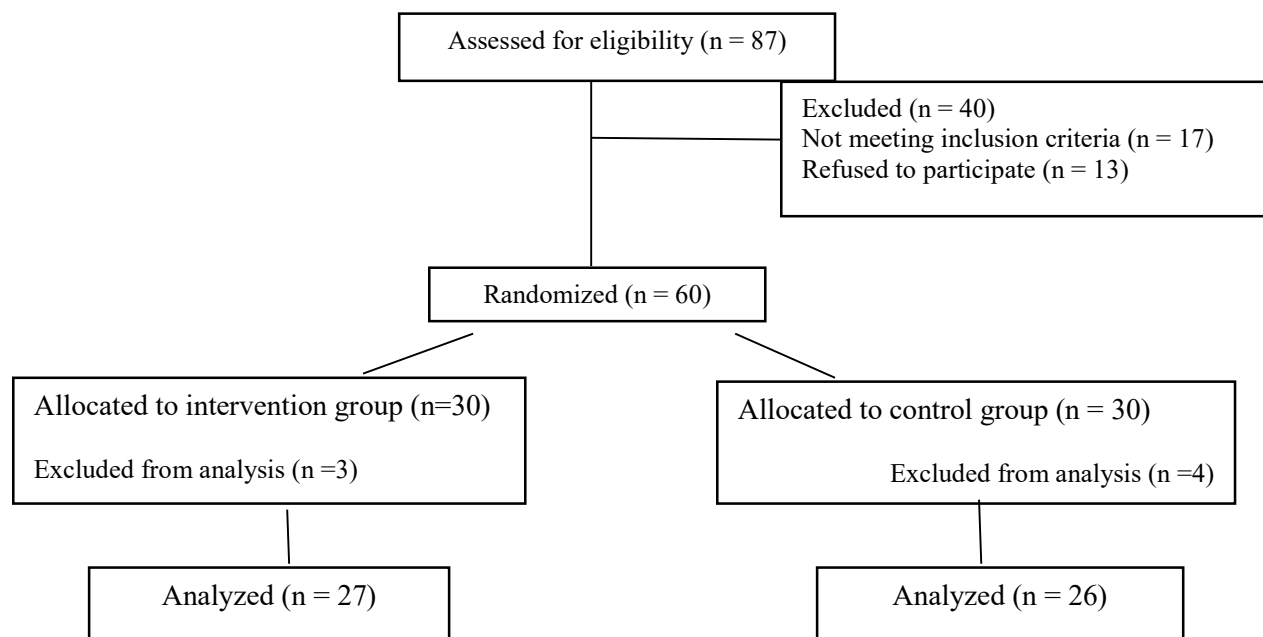 Assessed for eligibility (n = 87)
Excluded (n = 40)
Not meeting inclusion criteria (n = 17)
Refused to participate (n = 13)
Randomized (n = 60)
Allocated to intervention group (n=30)
Excluded from analysis (n =3)
Allocated to control group (n = 30)
Excluded from analysis (n =4)
Analyzed (n = 27)
Analyzed (n = 26)